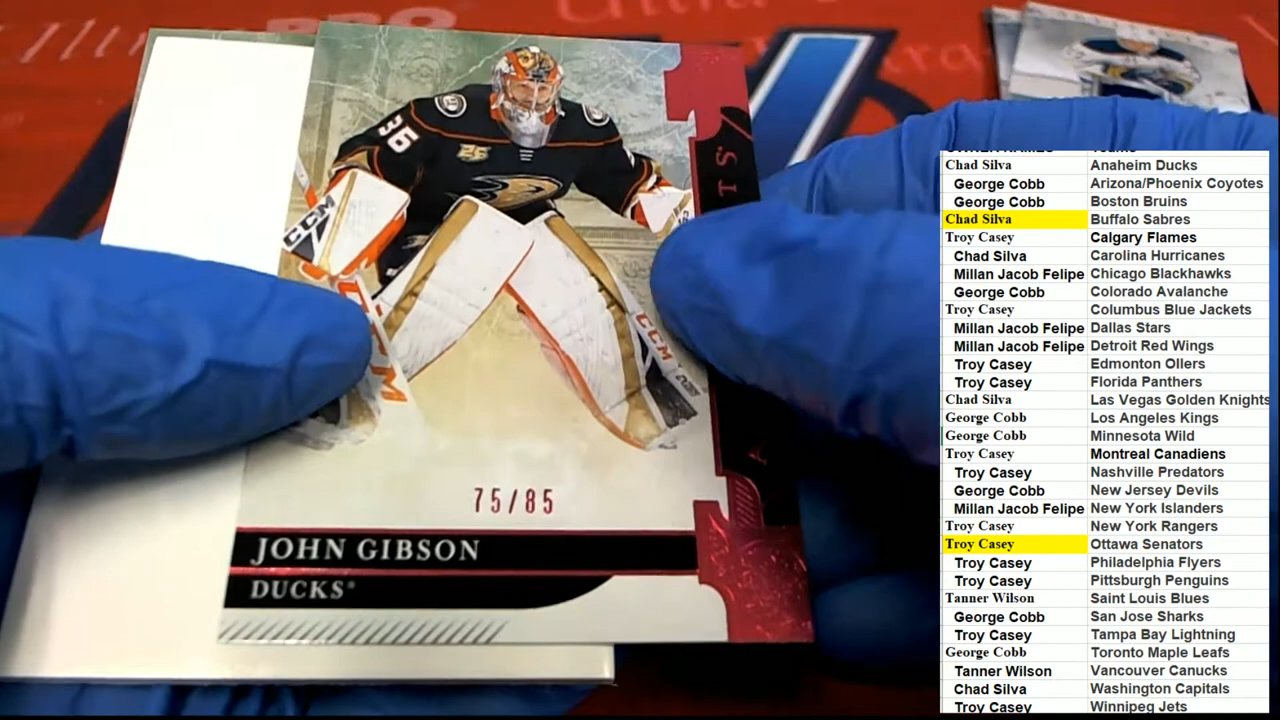 36
25
CCM
CCM
TS
A
75/85
JOHN GIBSON
DUCKS
Chad Silva Anaheim Ducks
George Cobb Arizona/Phoenix Coyotes
George Cobb Boston Bruins
Chad Silva Buffalo Sabres
Troy Casey Calgary Flames
Chad Silva Carolina Hurricanes
Millan Jacob Felipe Chicago Blackhawks
George Cobb Colorado Avalanche
Troy Casey Columbus Blue Jackets
Millan Jacob Felipe Dallas Stars
Millan Jacob Felipe Detroit Red Wings
Troy Casey Edmonton Ollers
Troy Casey Florida Panthers
Chad Silva Las Vegas Golden Knights
George Cobb Los Angeles Kings
George Cobb Minnesota Wild
Troy Casey Montreal Canadiens
Troy Casey Nashville Predators
George Cobb New Jersey Devils
Millan Jacob Felipe New York Islanders
Troy Casey New York Rangers
Troy Casey Ottawa Senators
Troy Casey Philadelphia Flyers
Troy Casey Pittsburgh Penguins
Tanner Wilson Saint Louis Blues
George Cobb San Jose Sharks
Troy Casey Tampa Bay Lightning
George Cobb Toronto Maple Leafs
Tanner Wilson Vancouver Canucks
Chad Silva Washington Capitals
Troy Casey Winnipeg Jets